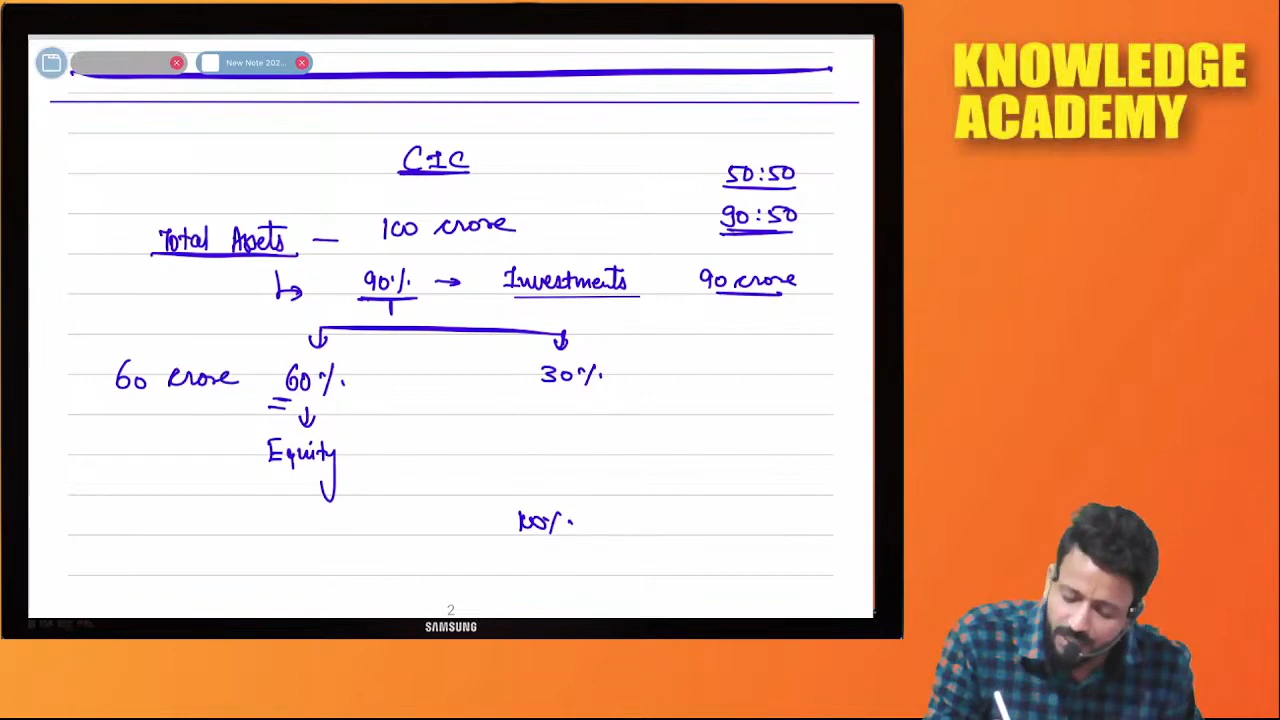 KNOWLEDGE
ACADEMY
New Note 202...
CIC
50:50
Total Assets — 100 crore
90:50
↳ 90% → Investments 90 crore
60 crore 60% 30%
Equity
100%
2
SAMSUNG